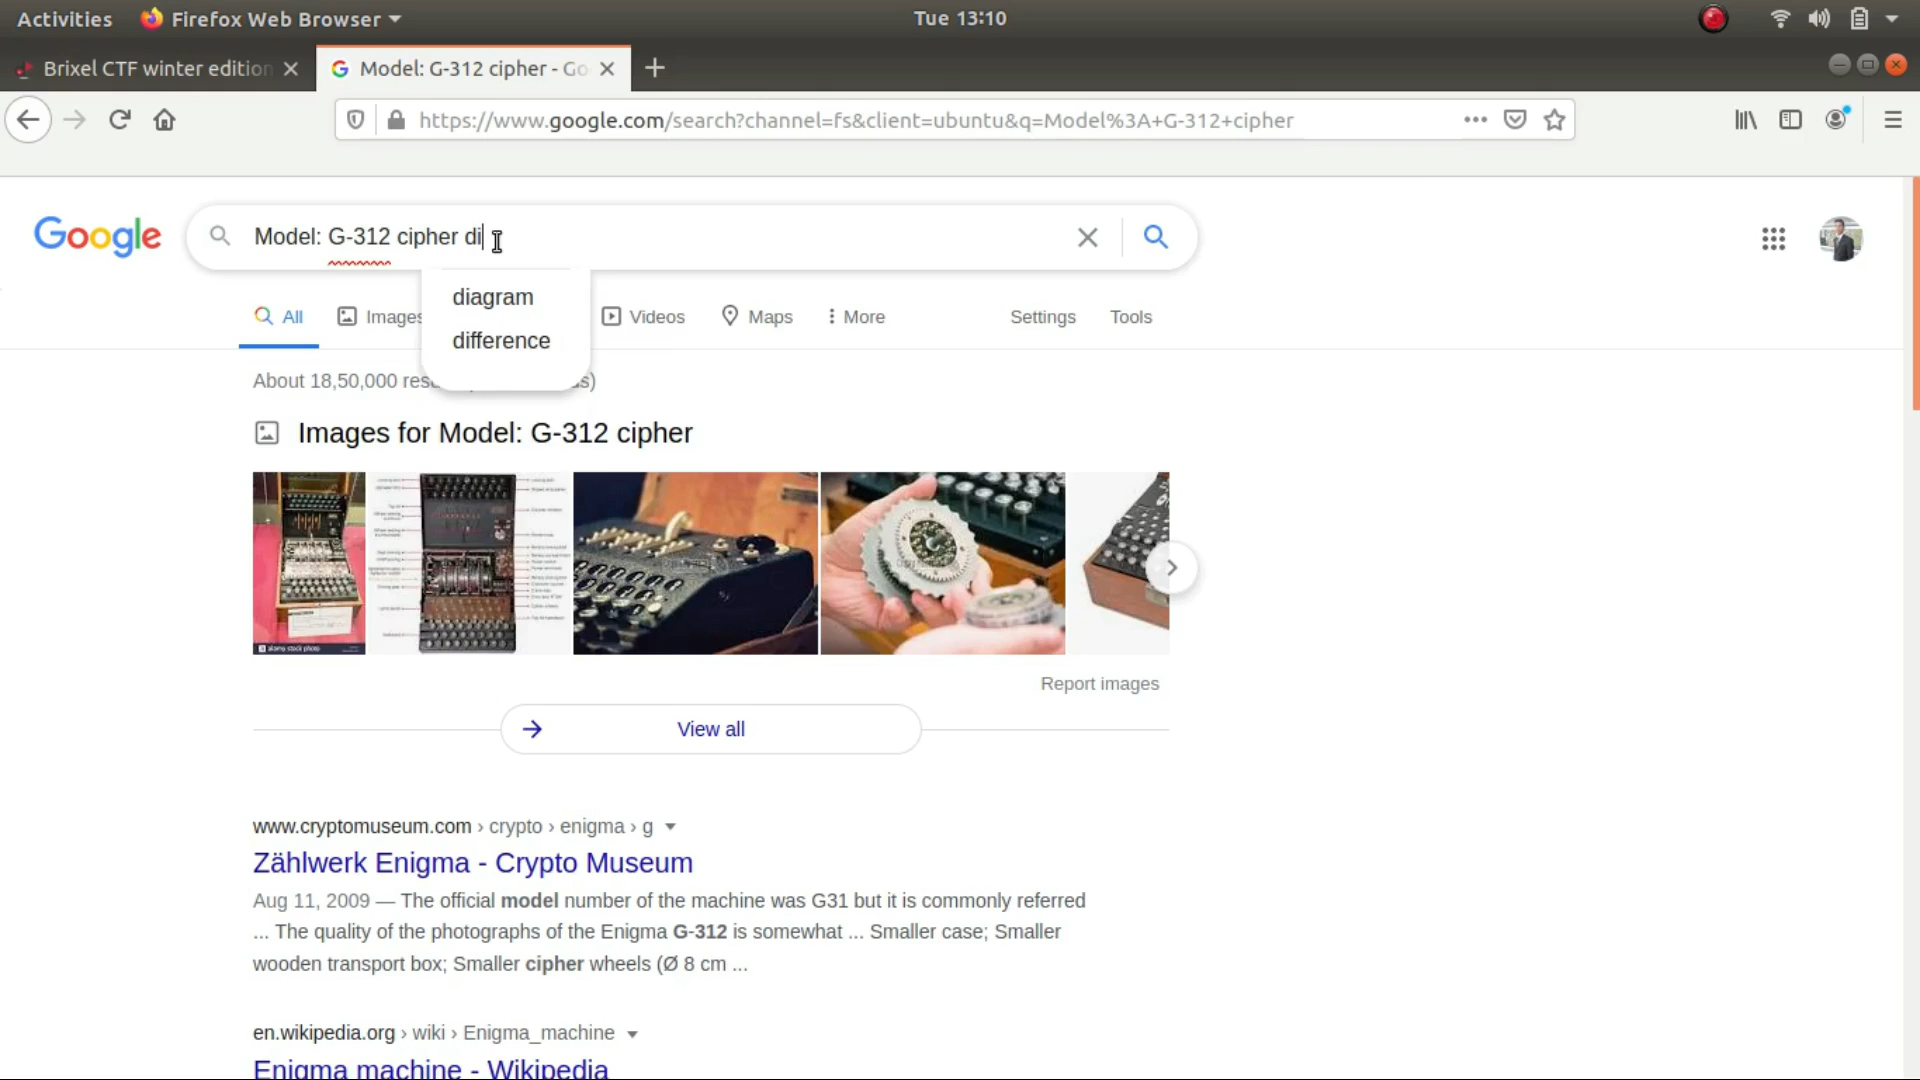 Activities Firefox Web Browser Tue 13:10
Brixel CTF winter edition Model: G-312 cipher - Go
https://www.google.com/search?channel=fs&client=ubuntu&q=Model%3A+G-312+cipher
Google Model: G-312 cipher di
diagram
difference
All Images Videos Maps More Settings Tools
About 18,50,000 resu s)
Images for Model: G-312 cipher
alamy stock photo
Report images
View all
www.cryptomuseum.com › crypto › enigma › g
Zählwerk Enigma - Crypto Museum
Aug 11, 2009 — The official model number of the machine was G31 but it is commonly referred
... The quality of the photographs of the Enigma G-312 is somewhat ... Smaller case; Smaller
wooden transport box; Smaller cipher wheels (Ø 8 cm ...
en.wikipedia.org › wiki › Enigma_machine
Enigma machine - Wikipedia